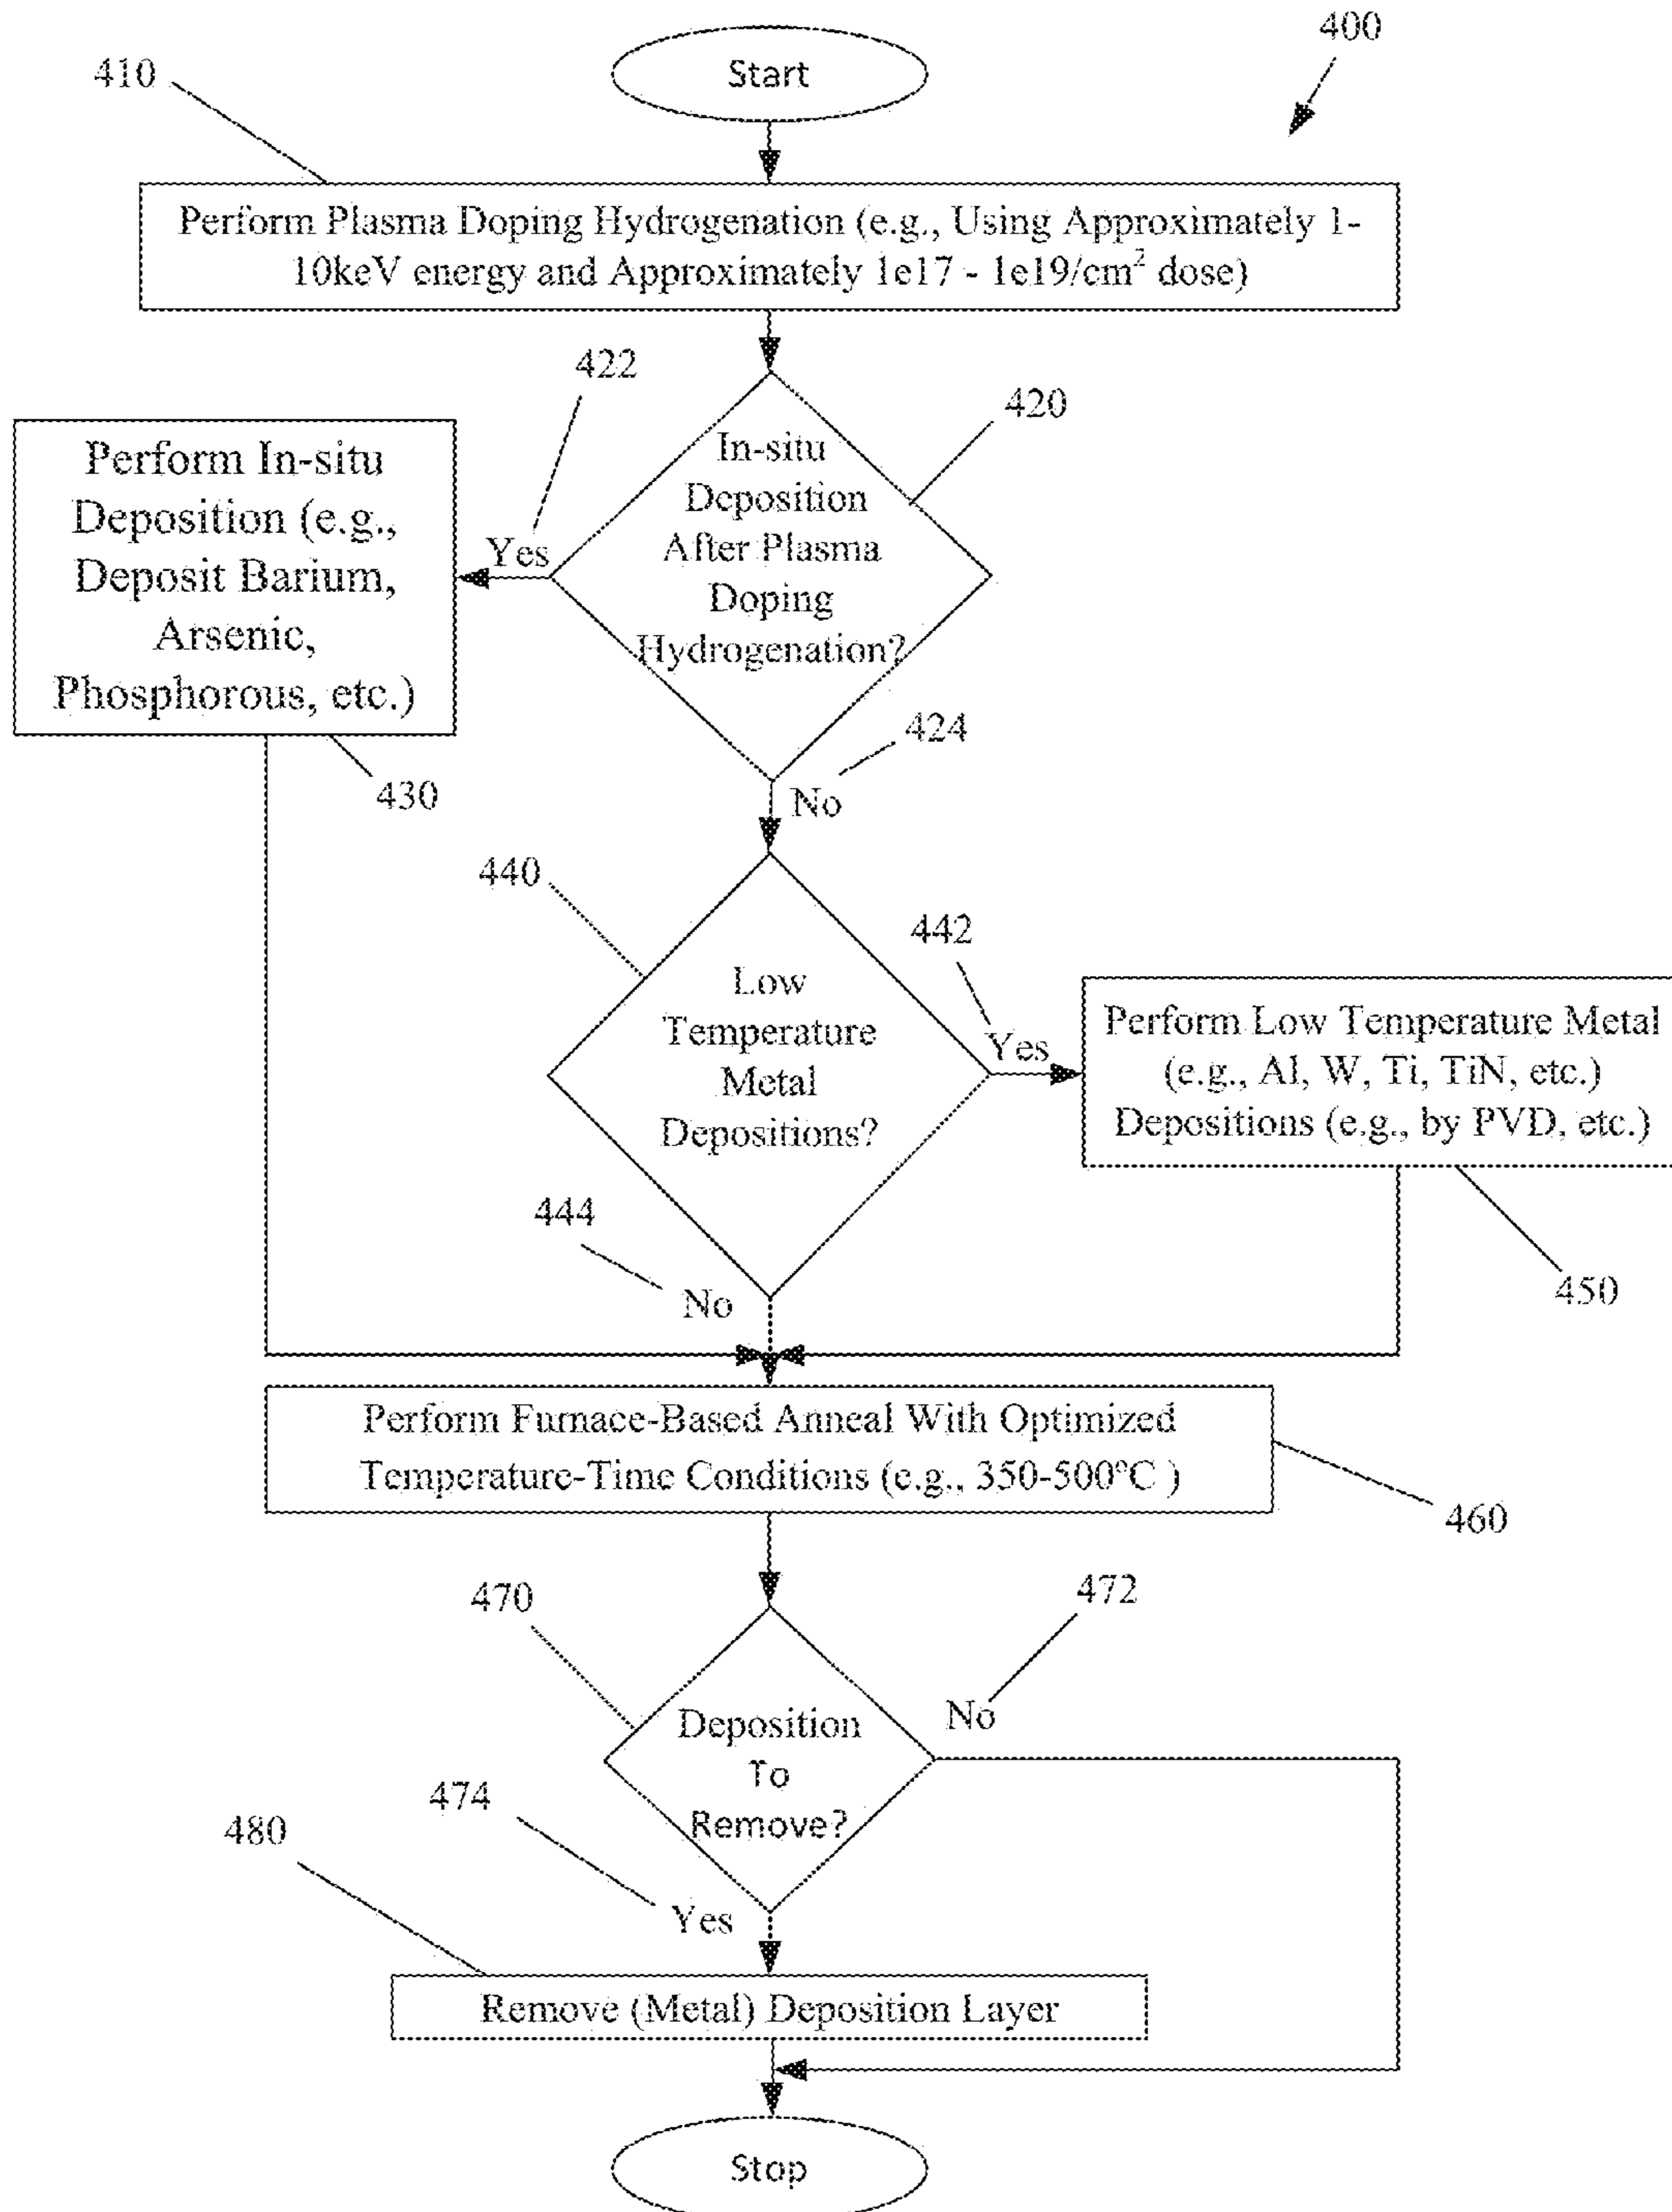 400
Start
410
Perform Plasma Doping Hydrogenation (e.g., Using Approximately 1-
10keV energy and Approximately 1e17 - 1e19/cm² dose)
422
420
Perform In-situ
Deposition (e.g.,
Deposit Barium,
Arsenic,
Phosphorous, etc.)
Yes
In-situ
Deposition
After Plasma
Doping
Hydrogenation?
430
424
No
440
442
Low
Temperature
Metal
Depositions?
Yes
Perform Low Temperature Metal
(e.g., Al, W, Ti, TiN, etc.)
Depositions (e.g., by PVD, etc.)
444
No
450
Perform Furnace-Based Anneal With Optimized
Temperature-Time Conditions (e.g., 350-500°C )
460
470
472
Deposition
To
Remove?
No
474
480
Yes
Remove (Metal) Deposition Layer
Stop